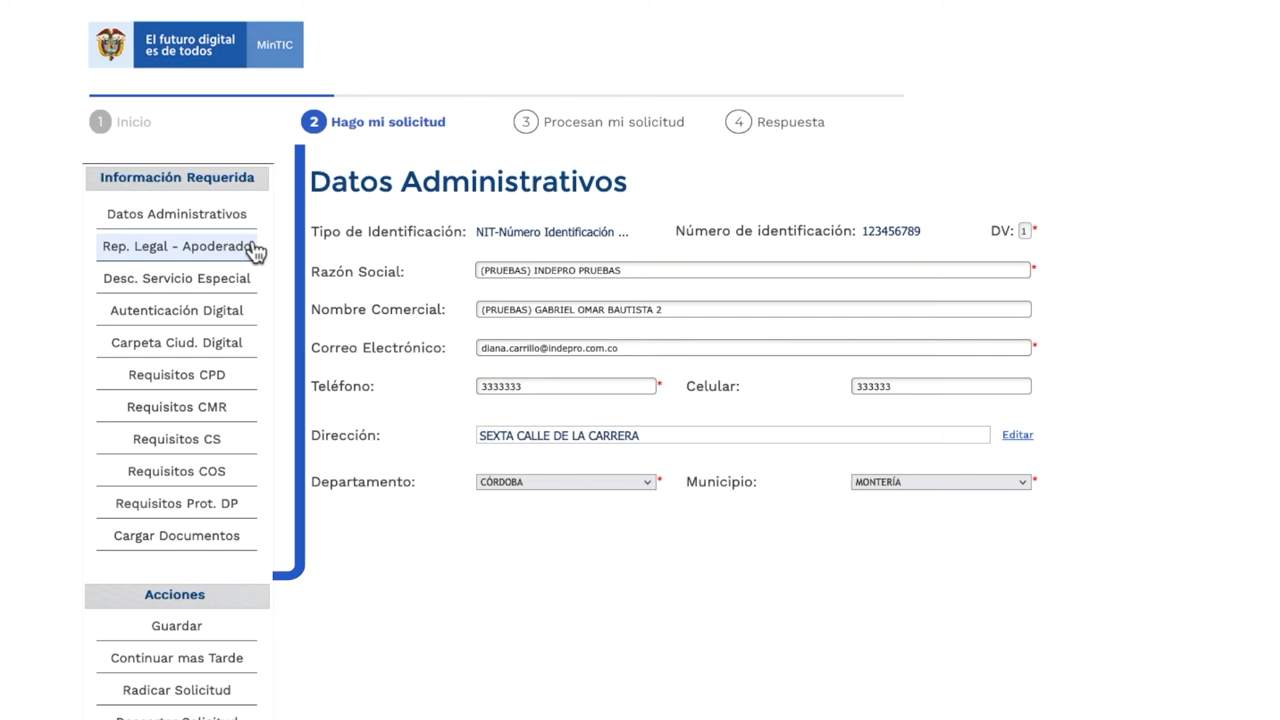 El futuro digital
es de todos
MinTIC
1 Inicio
2 Hago mi solicitud
3 Procesan mi solicitud
4 Respuesta
Información Requerida
Datos Administrativos
Rep. Legal - Apoderado
Desc. Servicio Especial
Autenticación Digital
Carpeta Ciud. Digital
Requisitos CPD
Requisitos CMR
Requisitos CS
Requisitos COS
Requisitos Prot. DP
Cargar Documentos
Acciones
Guardar
Continuar mas Tarde
Radicar Solicitud
Descartar Solicitud
Datos Administrativos
Tipo de Identificación: NIT-Número Identificación ... Número de identificación: 123456789 DV: 1 *
Razón Social: (PRUEBAS) INDEPRO PRUEBAS *
Nombre Comercial: (PRUEBAS) GABRIEL OMAR BAUTISTA 2
Correo Electrónico: diana.carrillo@indepro.com.co *
Teléfono: 3333333 * Celular: 333333
Dirección: SEXTA CALLE DE LA CARRERA Editar
Departamento: CÓRDOBA * Municipio: MONTERÍA *